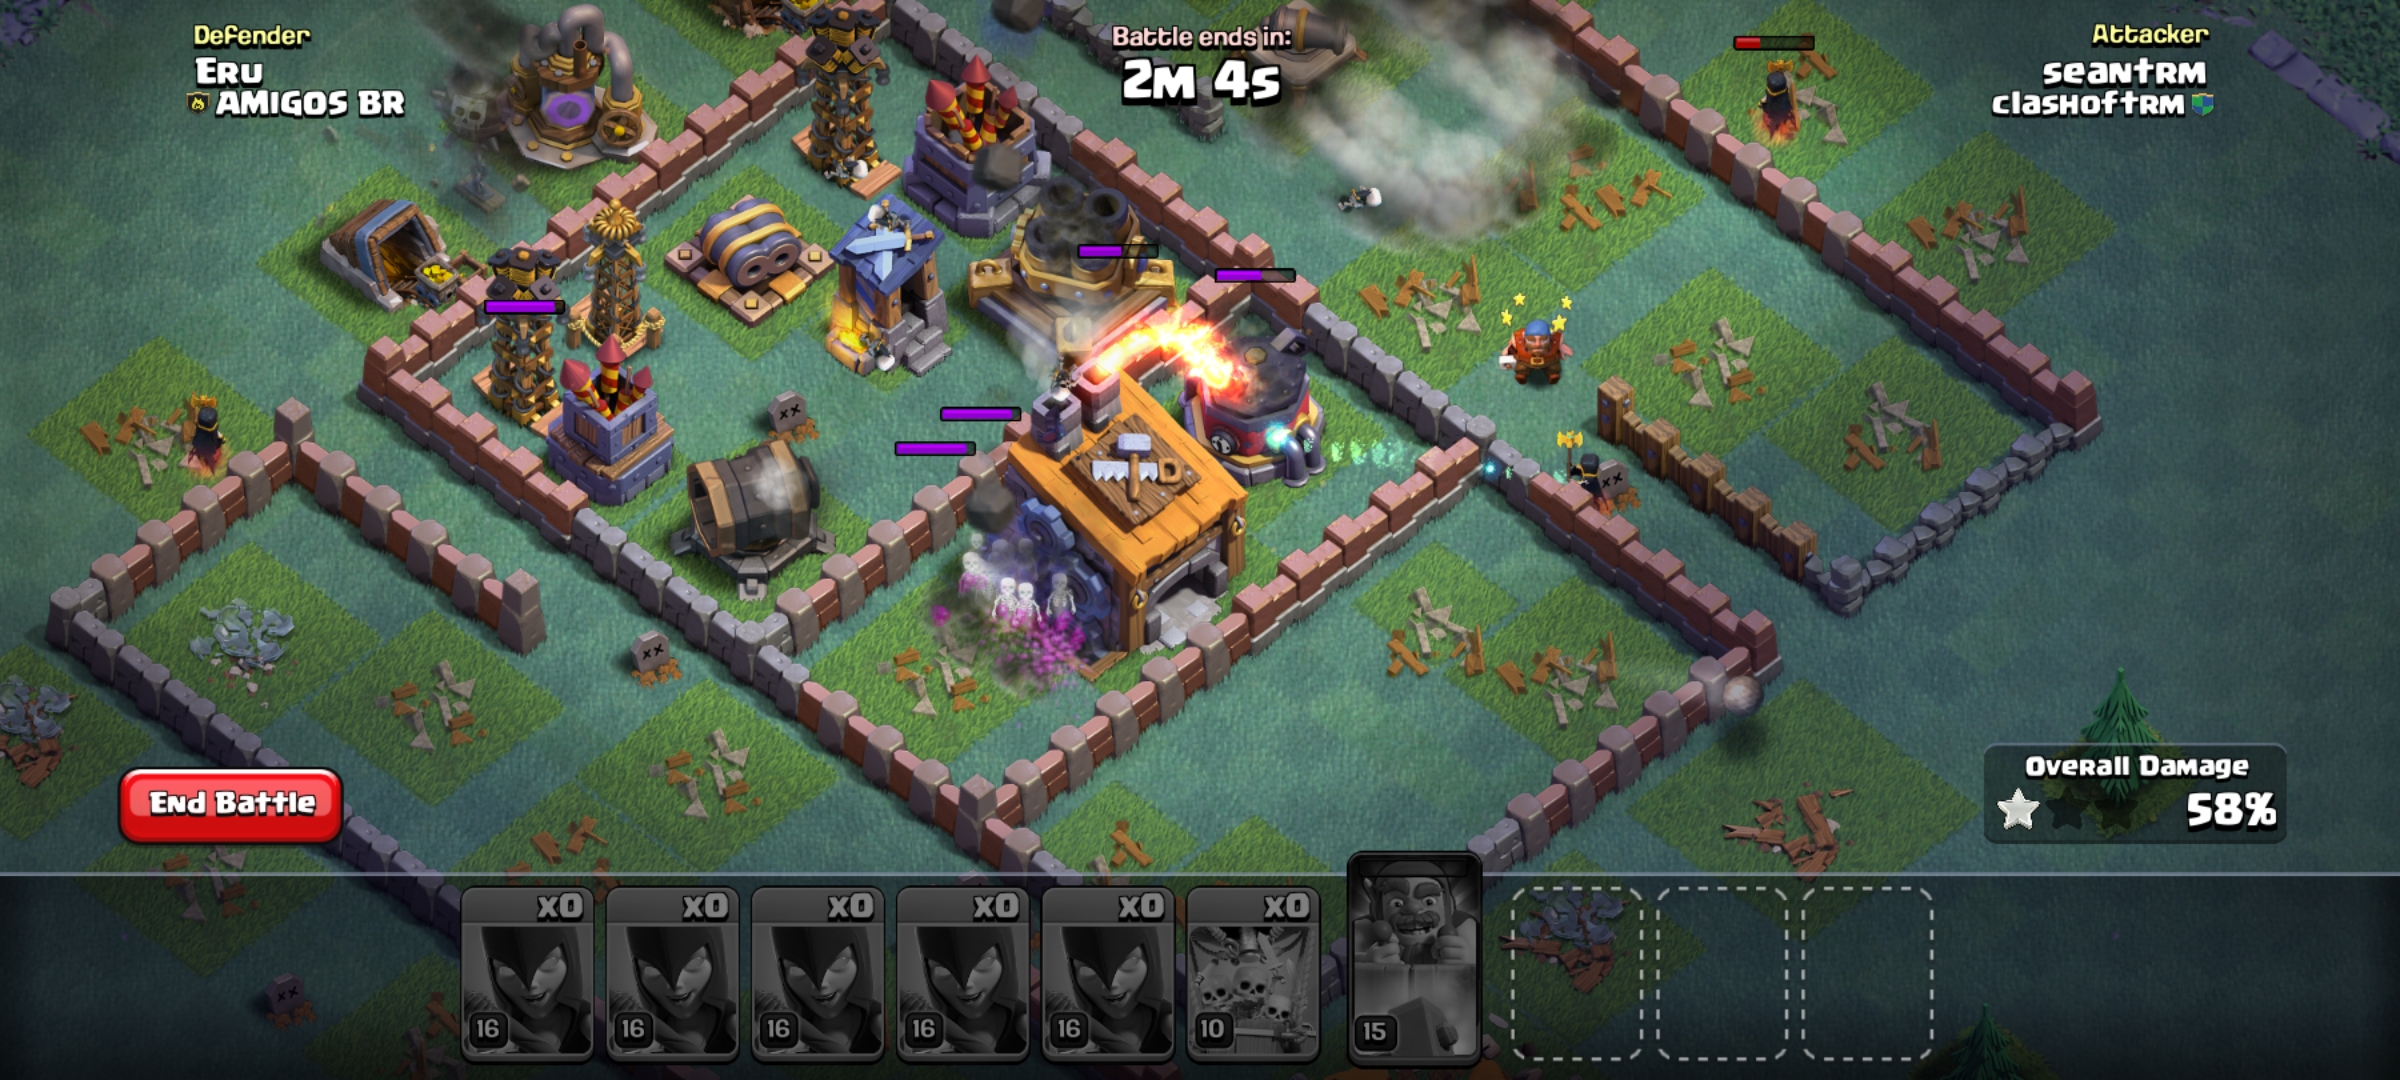 Defender
Eru
AMIGOS BR
Battle ends in:
2M 4S
Attacker
seantRM
clashoftRM
End Battle
Overall Damage
58%
x0
x0
x0
x0
x0
x0
16
16
16
16
16
10
15